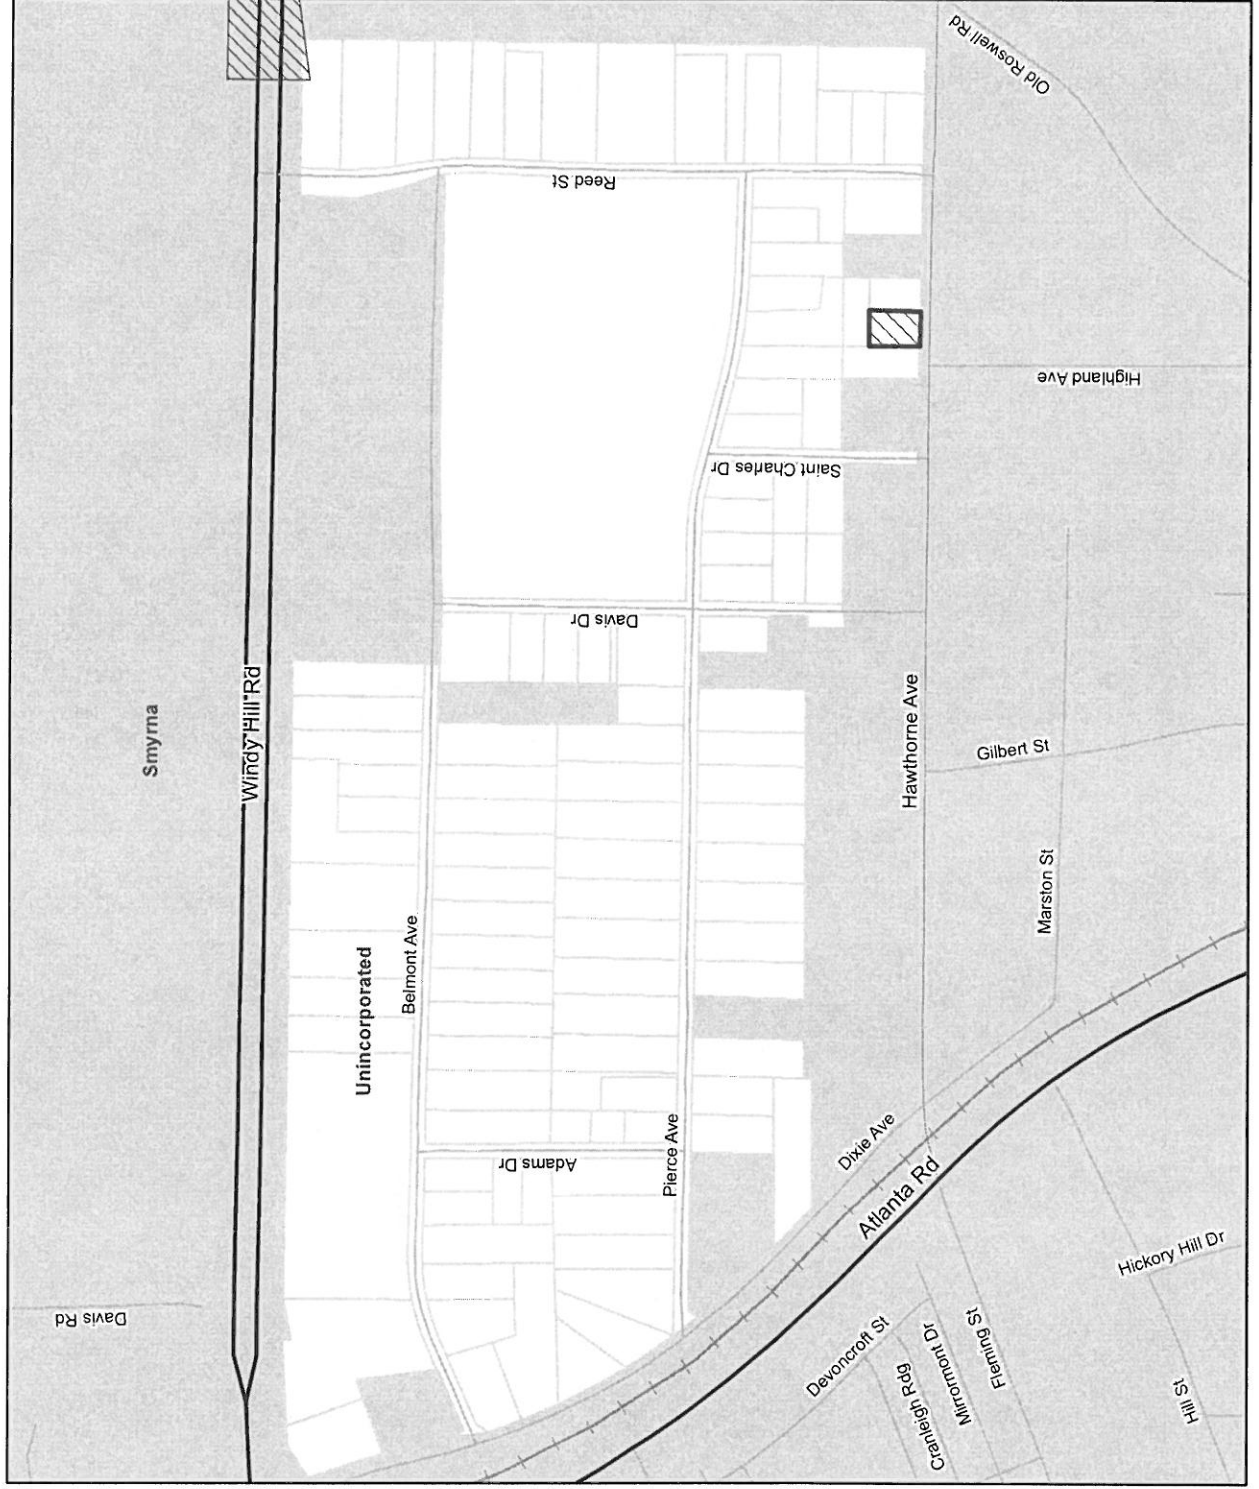 Old Roswell Rd
Reed St
Highland Ave
Saint Charles Dr
Davis Dr
Smyrna
Windy Hill Rd
Hawthorne Ave
Gilbert St
Marston St
Belmont Ave
Unincorporated
Adams Dr
Pierce Ave
Dixie Ave
Atlanta Rd
Hickory Hill Dr
Davis Rd
Devoncroft St
Fleming St
Mirrormont Dr
Cranleigh Rdg
Hill St